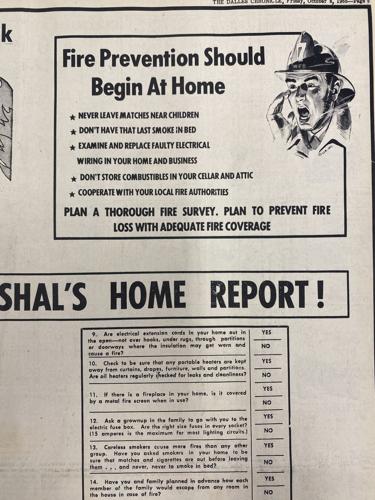 THE DALLES CHRONICLE, Friday, October
k
Fire Prevention Should
Begin At Home
★ NEVER LEAVE MATCHES NEAR CHILDREN
★ DON'T HAVE THAT LAST SMOKE IN BED
★ EXAMINE AND REPLACE FAULTY ELECTRICAL
WIRING IN YOUR HOME AND BUSINESS
★ DON'T STORE COMBUSTIBLES IN YOUR CELLAR AND ATTIC
★ COOPERATE WITH YOUR LOCAL FIRE AUTHORITIES
PLAN A THOROUGH FIRE SURVEY. PLAN TO PREVENT FIRE
LOSS WITH ADEQUATE FIRE COVERAGE
7
SHAL'S HOME REPORT!
9. Are electrical extension cords in your home out in
the open—not over hooks, under rugs, through partitions
or doorways where the insulation may get worn and
cause a fire?
YES
NO
10. Check to be sure that any portable heaters are kept
away from curtains, drapes, furniture, walls and partitions.
Are oil heaters regularly checked for leaks and cleanliness?
YES
NO
11. If there is a fireplace in your home, is it covered
by a metal fire screen when in use?
YES
NO
12. Ask a grownup in the family to go with you to the
electric fuse box. Are the right size fuses in every socket?
(15 amperes is the maximum for most lighting circuits.)
YES
NO
13. Careless smokers cause more fires than any other
group. Have you asked smokers in your home to be
sure that matches and cigarettes are out before leaving
them . . . and never, never to smoke in bed?
YES
NO
14. Have you and family planned in advance how each
member of the family would escape from any room in
the house in case of fire?
YES
NO